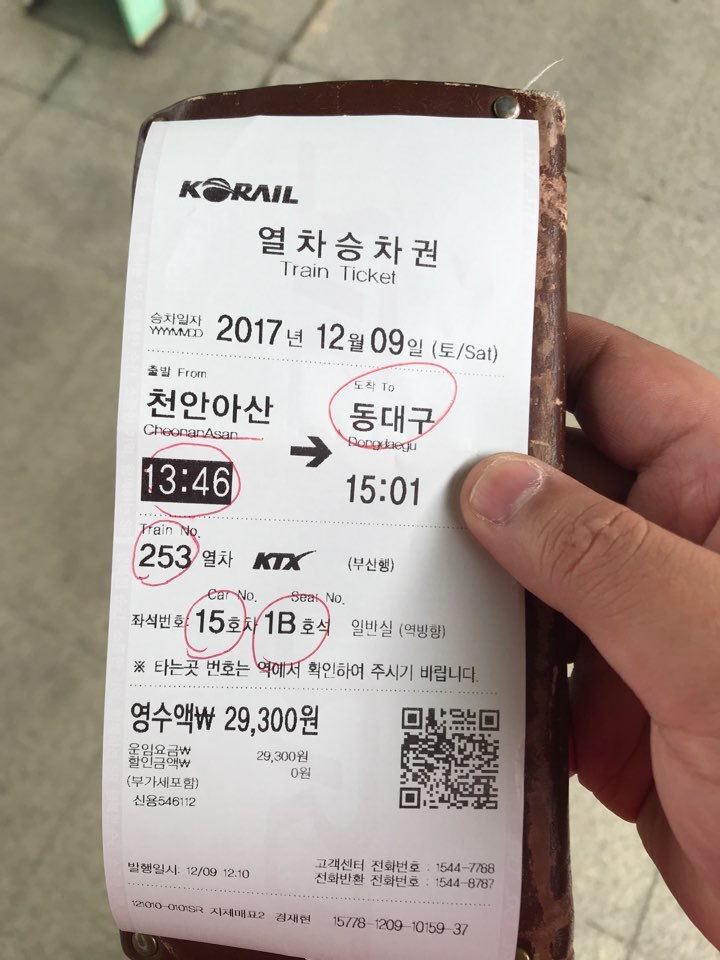 KORAIL
열차승차권
Train Ticket
승차일자 YYYYMMDD 2017년 12월 09일 (토/Sat)
출발 From
천안아산
CheonanAsan
13:46
도착 To
동대구
Dongdaegu
15:01
Train No.
253 열차 KTX (부산행)
Car No. Seat No.
좌석번호: 15호차 1B호석 일반실 (역방향)
※ 타는곳 번호는 역에서 확인하여 주시기 바랍니다.
영수액₩ 29,300원
운임요금₩ 29,300원
할인금액₩ 0원
(부가세포함)
신용546112
발행일시: 12/09 12:10
고객센터 전화번호 : 1544-7788
전화반환 전화번호 : 1544-8787
121010-0101SR 지제매표2 경재현 15778-1209-10159-37